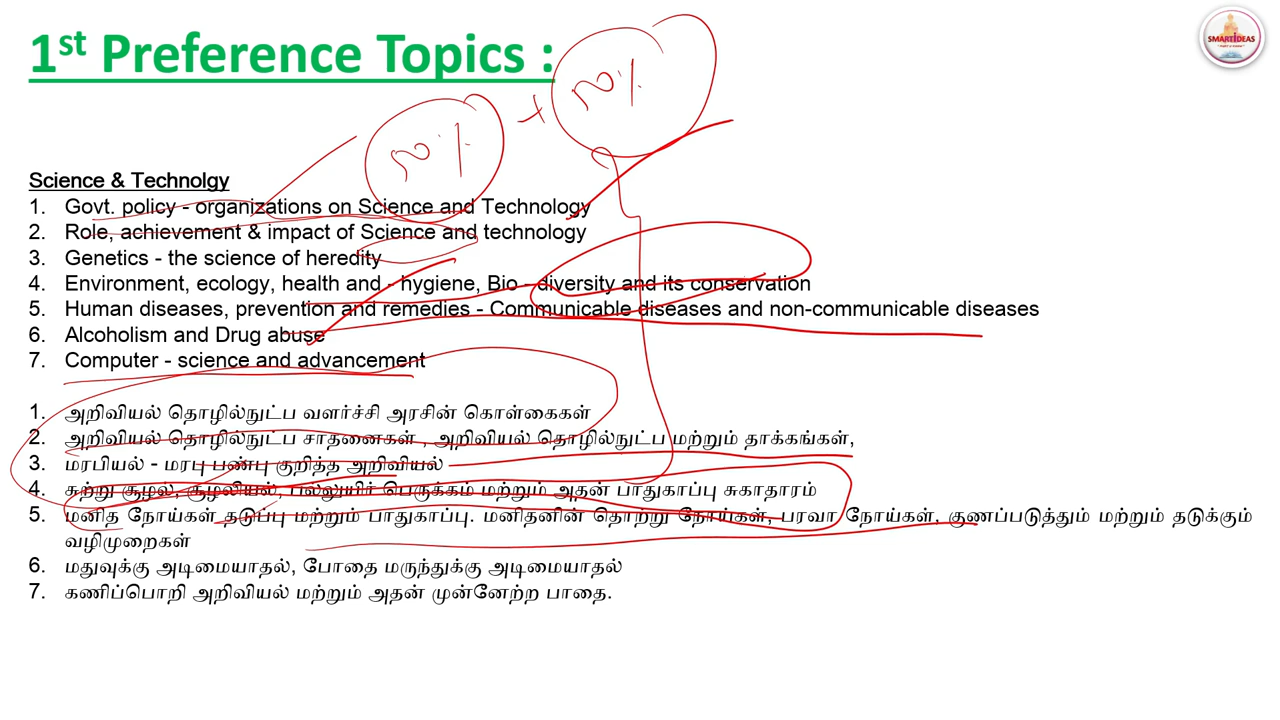 1st Preference Topics :
SMART IDEAS
50% + 50%
Science & Technolgy
1. Govt. policy - organizations on Science and Technology
2. Role, achievement & impact of Science and technology
3. Genetics - the science of heredity
4. Environment, ecology, health and - hygiene, Bio - diversity and its conservation
5. Human diseases, prevention and remedies - Communicable diseases and non-communicable diseases
6. Alcoholism and Drug abuse
7. Computer - science and advancement
1. அறிவியல் தொழில்நுட்ப வளர்ச்சி அரசின் கொள்கைகள்
2. அறிவியல் தொழில்நுட்ப சாதனைகள் , அறிவியல் தொழில்நுட்ப மற்றும் தாக்கங்கள்,
3. மரபியல் - மரபு பண்பு குறித்த அறிவியல்
4. சுற்று சூழல், சூழலியல், பல்லுயிர் பெருக்கம் மற்றும் அதன் பாதுகாப்பு சுகாதாரம்
5. மனித நோய்கள் தடுப்பு மற்றும் பாதுகாப்பு. மனிதனின் தொற்று நோய்கள், பரவா நோய்கள். குணப்படுத்தும் மற்றும் தடுக்கும்
வழிமுறைகள்
6. மதுவுக்கு அடிமையாதல், போதை மருந்துக்கு அடிமையாதல்
7. கணிப்பொறி அறிவியல் மற்றும் அதன் முன்னேற்ற பாதை.